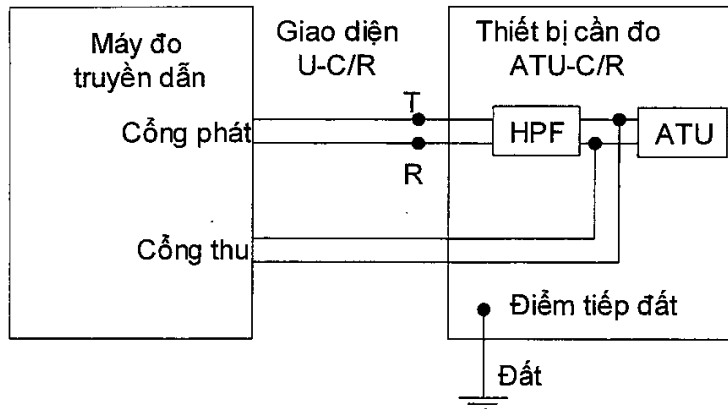 Máy đo
truyền dẫn
Cổng phát
Cổng thu
Giao diện
U-C/R
T
R
Thiết bị cần đo
ATU-C/R
HPF
ATU
Điểm tiếp đất
Đất